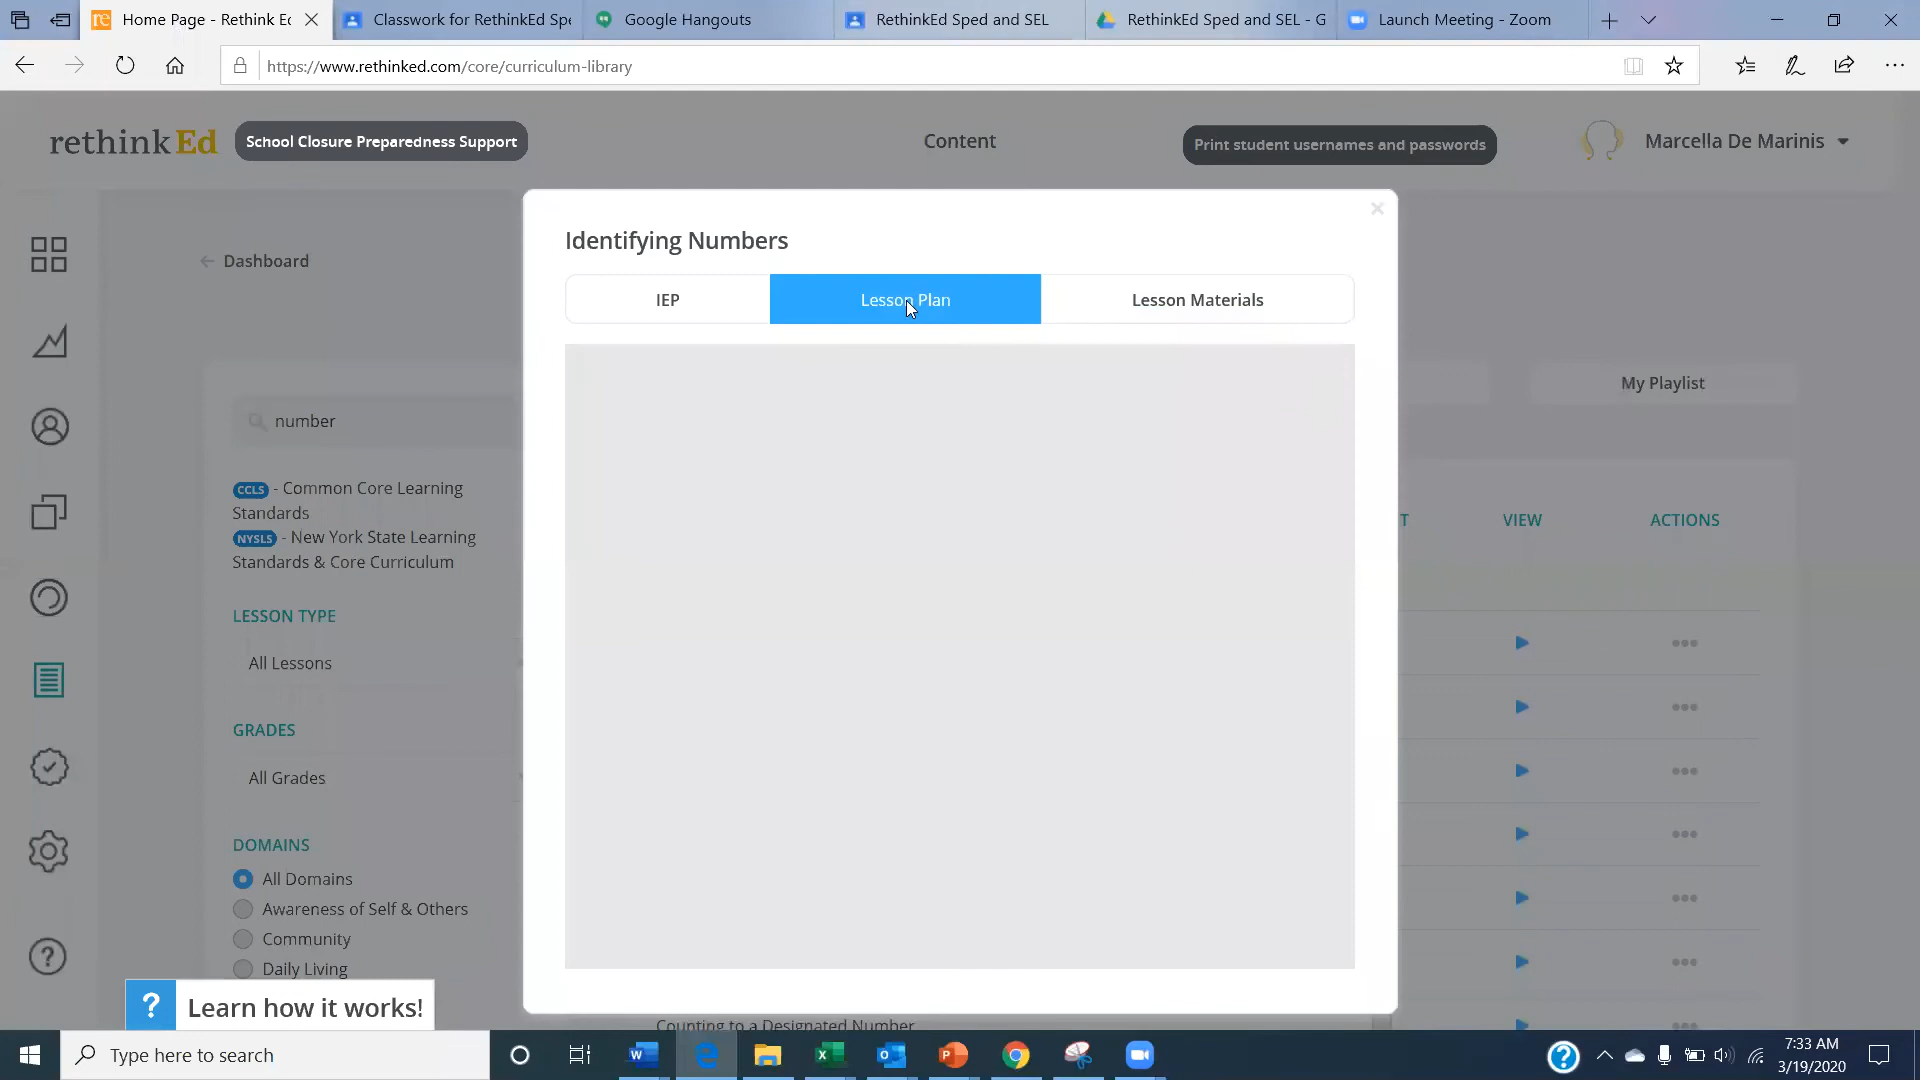 Home Page - Rethink Ec
Classwork for RethinkEd Spe
Google Hangouts
RethinkEd Sped and SEL
RethinkEd Sped and SEL - G
Launch Meeting - Zoom
https://www.rethinked.com/core/curriculum-library
rethinkEd
School Closure Preparedness Support
Content
Print student usernames and passwords
Marcella De Marinis
Identifying Numbers
Dashboard
IEP
Lesson Plan
Lesson Materials
My Playlist
number
CCLS - Common Core Learning
Standards
NYSLS - New York State Learning
Standards & Core Curriculum
T
VIEW
ACTIONS
LESSON TYPE
All Lessons
GRADES
All Grades
DOMAINS
All Domains
Awareness of Self & Others
Community
Daily Living
? Learn how it works!
Counting to a Designated Number
Type here to search
7:33 AM
3/19/2020